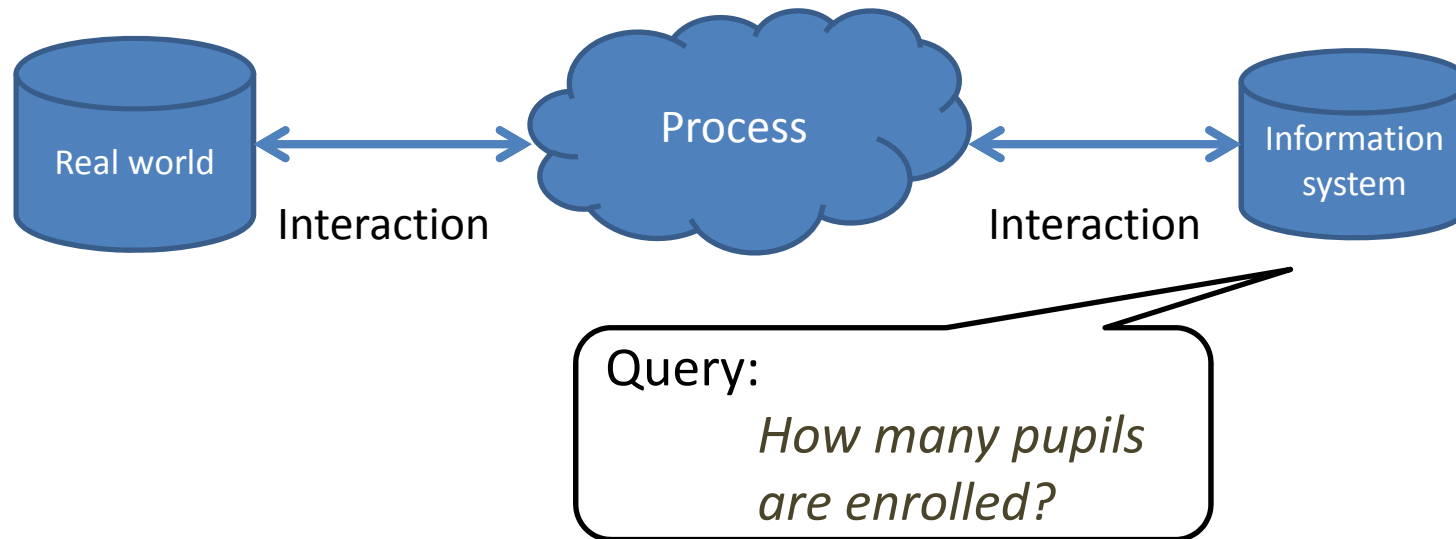 Real world
Interaction
Process
Interaction
Information
system
Query:
How many pupils
are enrolled?